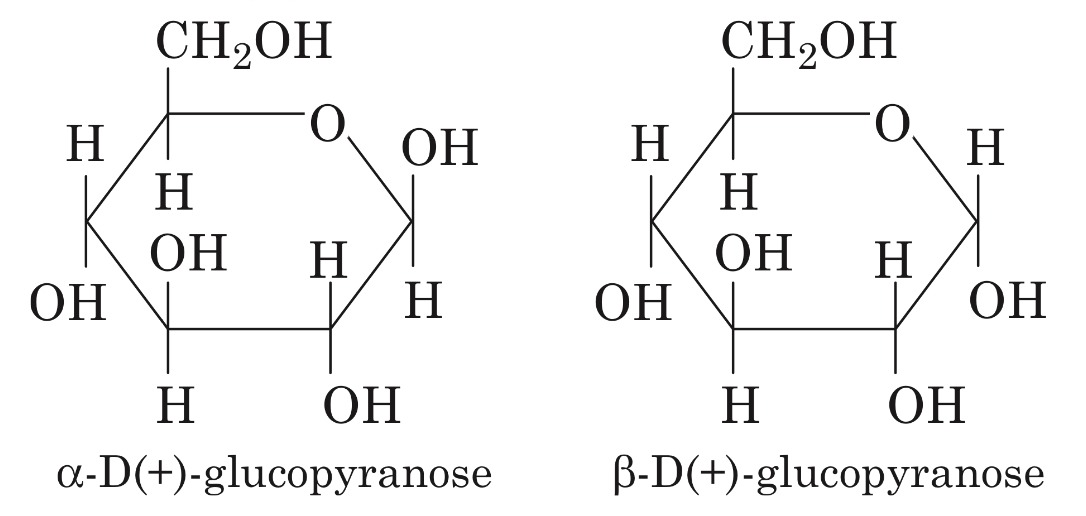 CH₂OH CH₂OH
O O
H OH H H
H H
OH H OH H
OH H OH OH
H OH H OH
α-D(+)-glucopyranose β-D(+)-glucopyranose